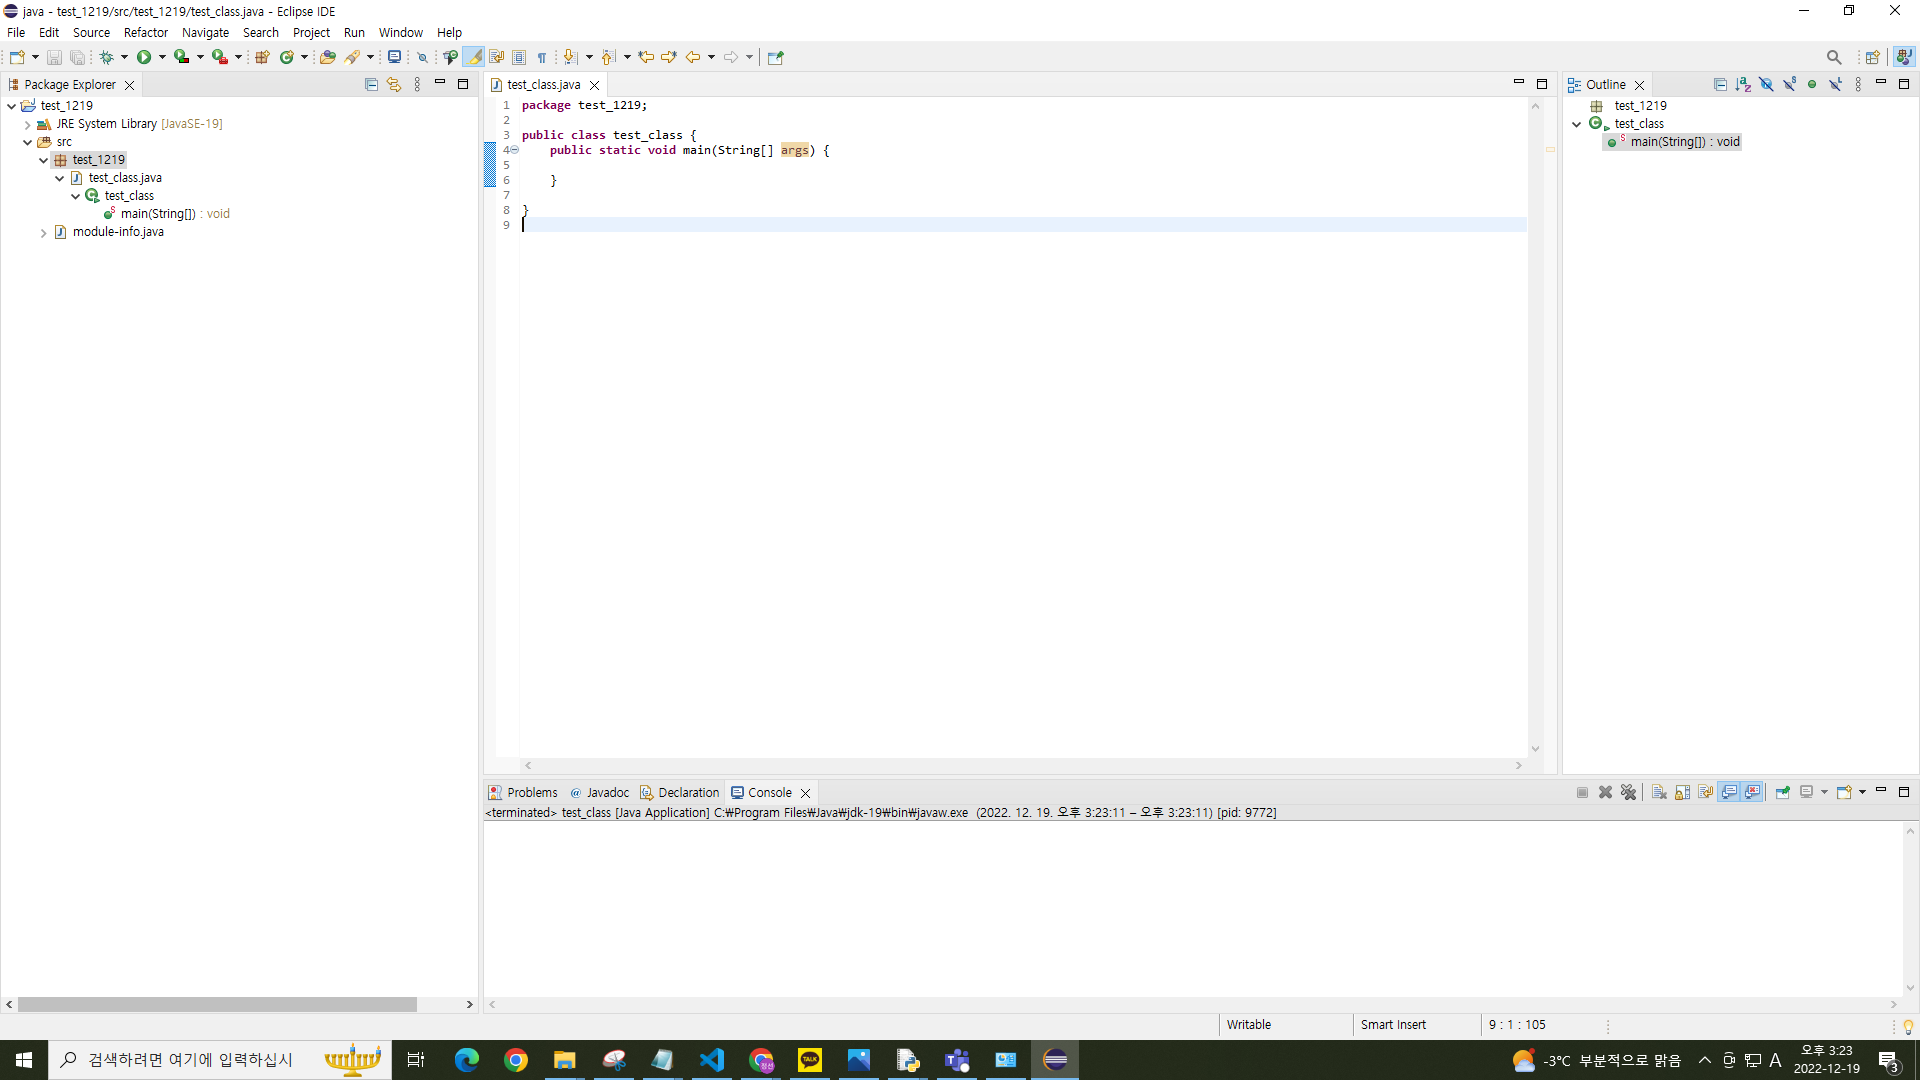 java - test_1219/src/test_1219/test_class.java - Eclipse IDE
File Edit Source Refactor Navigate Search Project Run Window Help
Package Explorer
test_1219
JRE System Library [JavaSE-19]
src
test_1219
test_class.java
test_class
main(String[]) : void
module-info.java
test_class.java
1 package test_1219;
2
3 public class test_class {
4 public static void main(String[] args) {
5
6 }
7
8 }
9
Outline
test_1219
test_class
main(String[]) : void
Problems Javadoc Declaration Console
<terminated> test_class [Java Application] C:₩Program Files₩Java₩jdk-19₩bin₩javaw.exe (2022. 12. 19. 오후 3:23:11 – 오후 3:23:11) [pid: 9772]
Writable Smart Insert 9 : 1 : 105
검색하려면 여기에 입력하십시
TALK
정선
-3°C 부분적으로 맑음
A
오후 3:23
2022-12-19
3